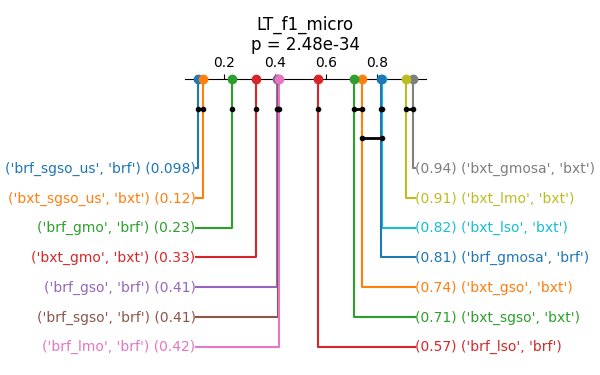 LT_f1_micro
p = 2.48e-34
0.2 0.4 0.6 0.8
('brf_sgso_us', 'brf') (0.098) (0.94) ('bxt_gmosa', 'bxt')
('bxt_sgso_us', 'bxt') (0.12) (0.91) ('bxt_lmo', 'bxt')
('brf_gmo', 'brf') (0.23) (0.82) ('bxt_lso', 'bxt')
('bxt_gmo', 'bxt') (0.33) (0.81) ('brf_gmosa', 'brf')
('brf_gso', 'brf') (0.41) (0.74) ('bxt_gso', 'bxt')
('brf_sgso', 'brf') (0.41) (0.71) ('bxt_sgso', 'bxt')
('brf_lmo', 'brf') (0.42) (0.57) ('brf_lso', 'brf')